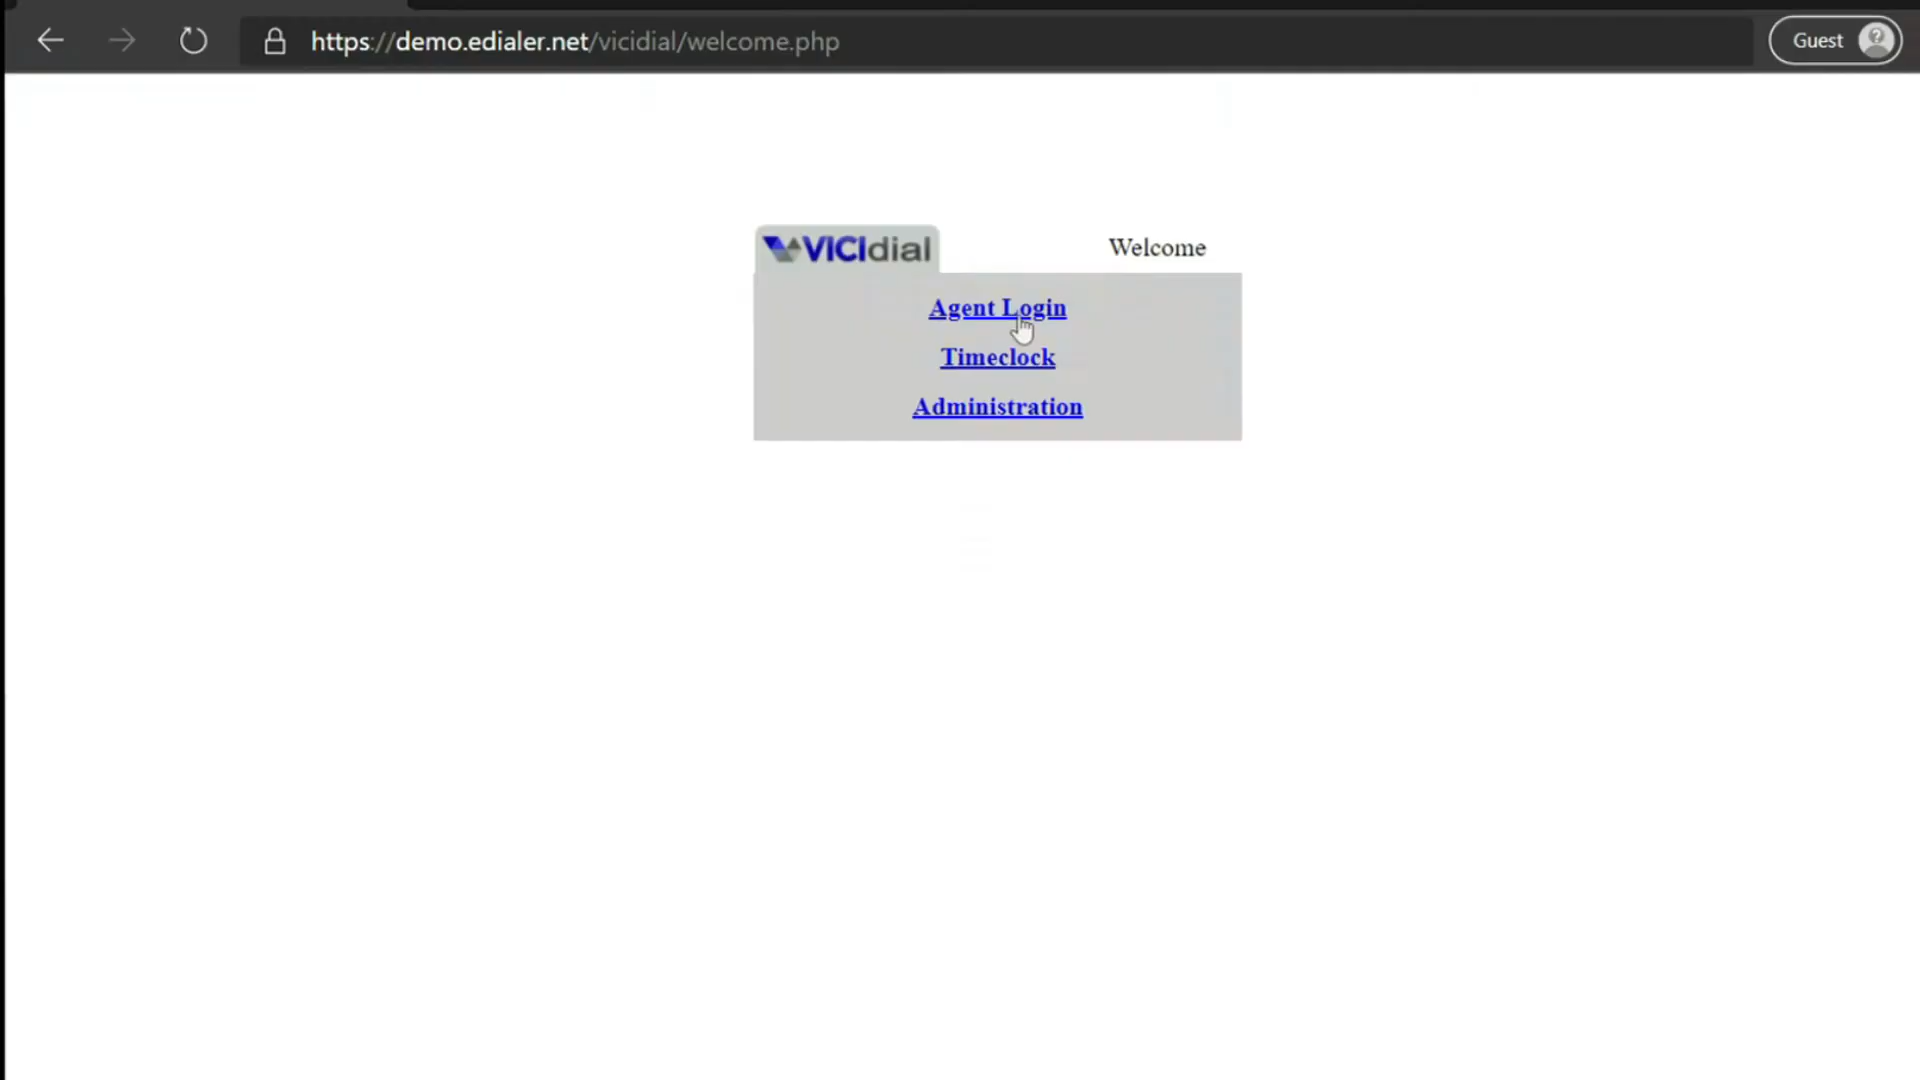 https://demo.edialer.net/vicidial/welcome.php
Guest
VICIdial
Welcome
Agent Login
Timeclock
Administration